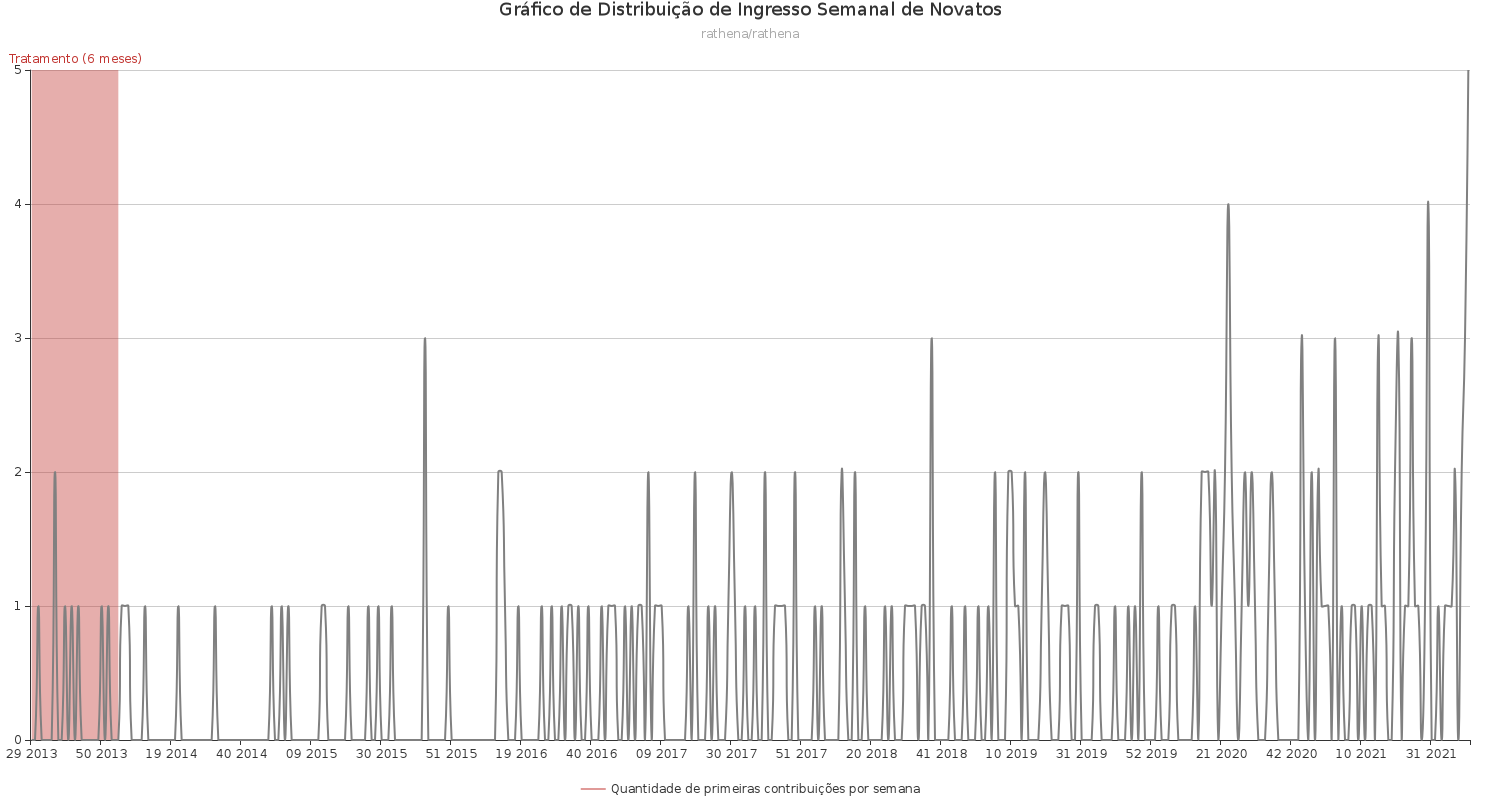 Gráfico de Distribuição de Ingresso Semanal de Novatos
rathena/rathena
Tratamento (6 meses)
5
4
3
2
1
0
29 2013 50 2013 19 2014 40 2014 09 2015 30 2015 51 2015 19 2016 40 2016 09 2017 30 2017 51 2017 20 2018 41 2018 10 2019 31 2019 52 2019 21 2020 42 2020 10 2021 31 2021
Quantidade de primeiras contribuições por semana